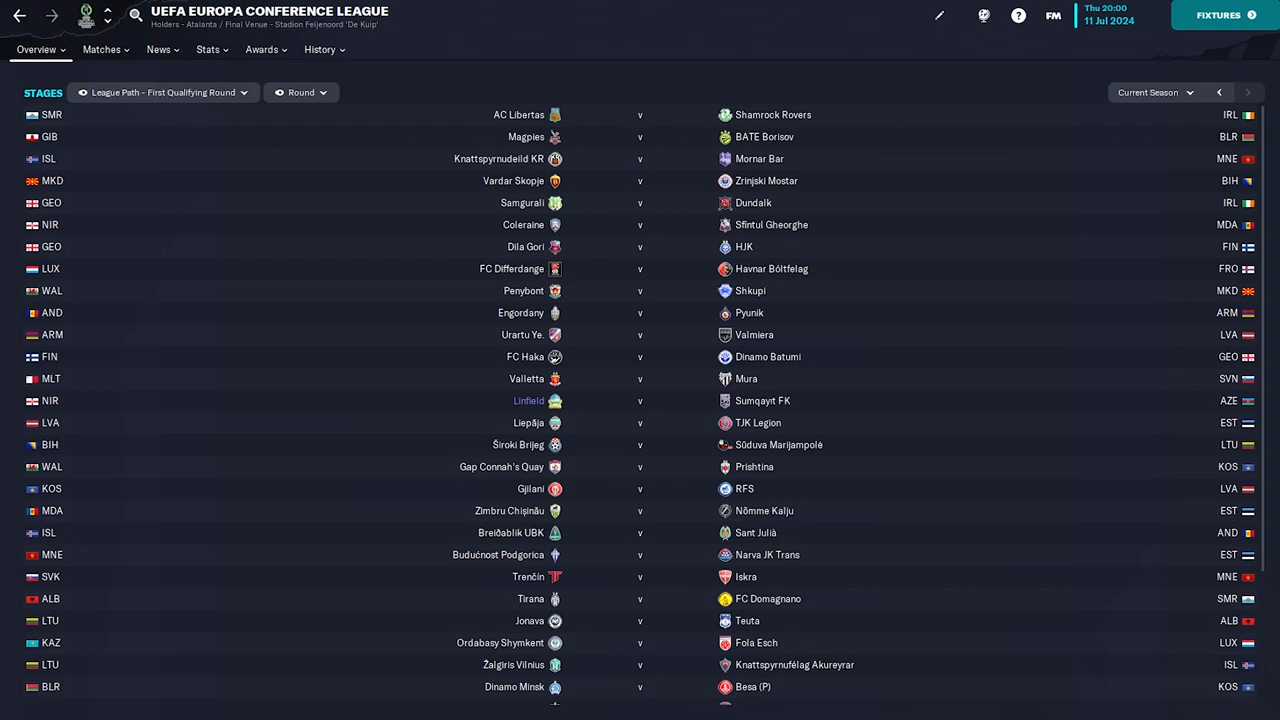 UEFA EUROPA CONFERENCE LEAGUE
Holders - Atalanta / Final Venue - Stadion Feijenoord 'De Kuip'
? FM Thu 20:00
11 Jul 2024
FIXTURES
Overview Matches News Stats Awards History
STAGES League Path - First Qualifying Round Round Current Season
SMR AC Libertas v Shamrock Rovers IRL
GIB Magpies v BATE Borisov BLR
ISL Knattspyrnudeild KR v Mornar Bar MNE
MKD Vardar Skopje v Zrinjski Mostar BIH
GEO Samgurali v Dundalk IRL
NIR Coleraine v Sfîntul Gheorghe MDA
GEO Dila Gori v HJK FIN
LUX FC Differdange v Havnar Bóltfelag FRO
WAL Penybont v Shkupi MKD
AND Engordany v Pyunik ARM
ARM Urartu Ye. v Valmiera LVA
FIN FC Haka v Dinamo Batumi GEO
MLT Valletta v Mura SVN
NIR Linfield v Sumqayıt FK AZE
LVA Liepāja v TJK Legion EST
BIH Široki Brijeg v Sūduva Marijampolė LTU
WAL Gap Connah's Quay v Prishtina KOS
KOS Gjilani v RFS LVA
MDA Zimbru Chişinău v Nõmme Kalju EST
ISL Breiðablik UBK v Sant Julià AND
MNE Budućnost Podgorica v Narva JK Trans EST
SVK Trenčín v Iskra MNE
ALB Tirana v FC Domagnano SMR
LTU Jonava v Teuta ALB
KAZ Ordabasy Shymkent v Fola Esch LUX
LTU Žalgiris Vilnius v Knattspyrnufélag Akureyrar ISL
BLR Dinamo Minsk v Besa (P) KOS